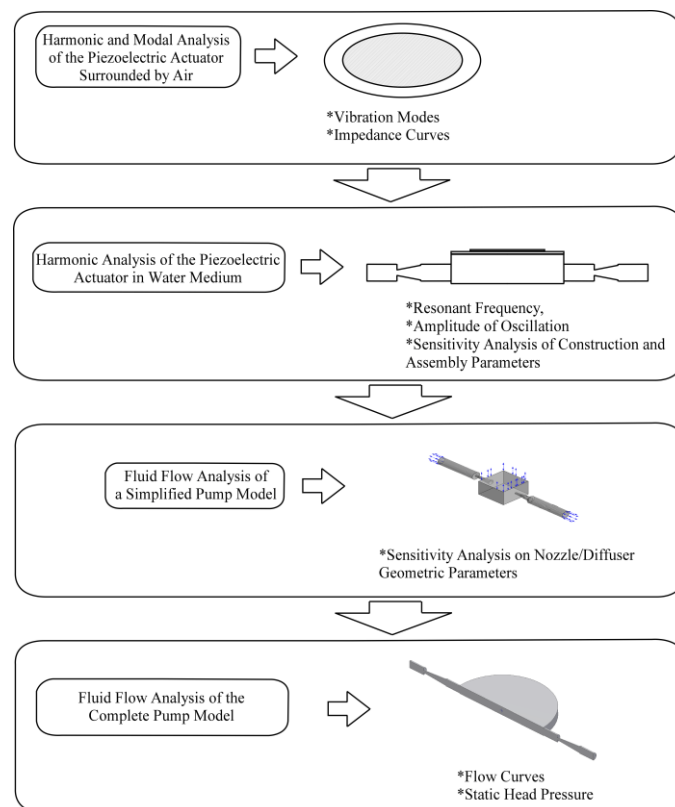 Harmonic and Modal Analysis
of the Piezoelectric Actuator
Surrounded by Air
*Vibration Modes
*Impedance Curves
Harmonic Analysis of the Piezoelectric
Actuator in Water Medium
*Resonant Frequency,
*Amplitude of Oscillation
*Sensitivity Analysis of Construction and
Assembly Parameters
Fluid Flow Analysis of
a Simplified Pump Model
*Sensitivity Analysis on Nozzle/Diffuser
Geometric Parameters
Fluid Flow Analysis of the
Complete Pump Model
*Flow Curves
*Static Head Pressure